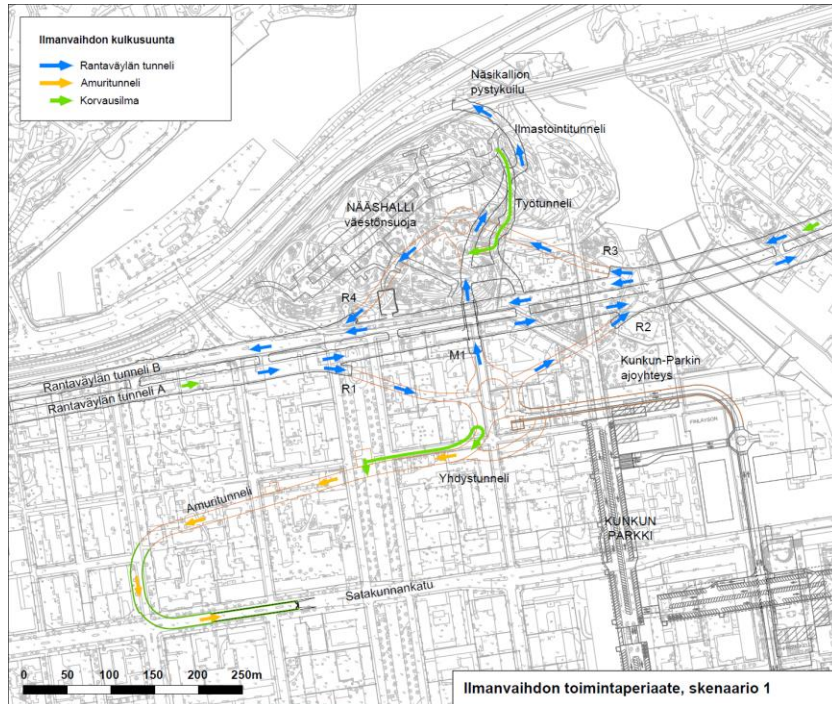 Ilmanvaihdon kulkusuunta
Rantaväylän tunneli
Amuritunneli
Korvausilma
Näsikallion
pystykuilu
Ilmastointitunneli
Työtunneli
NÄÄSHALLI
väestönsuoja
R3
R4
R2
M1
Kunkun-Parkin
ajoyhteys
Rantaväylän tunneli B
Rantaväylän tunneli A
R1
FINLAYSON
Yhdystunneli
Amuritunneli
KUNKUN
PARKKI
Satakunnankatu
0 50 100 150 200 250m
Ilmanvaihdon toimintaperiaate, skenaario 1